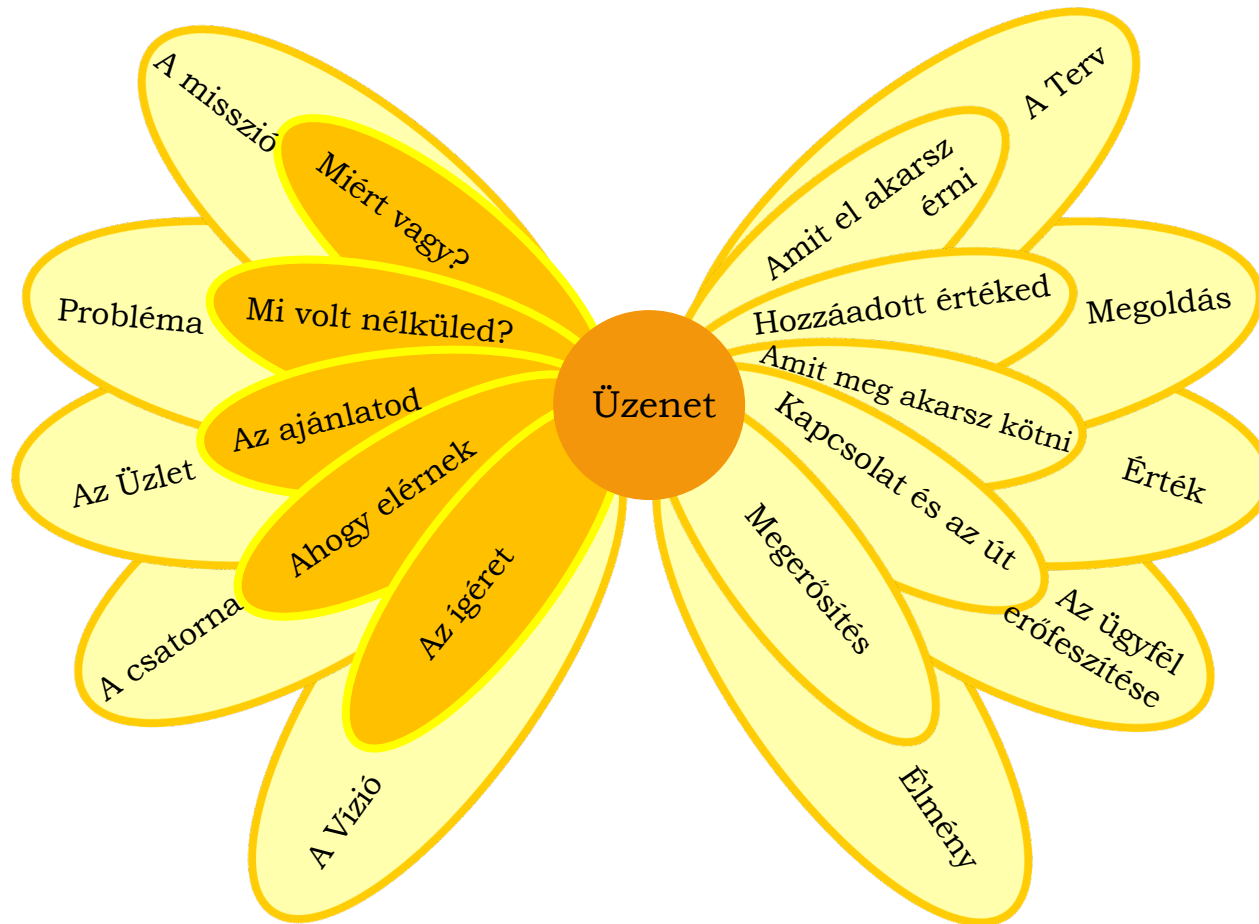 A misszió
Miért vagy?
Probléma
Mi volt nélküled?
Az Üzlet
Az ajánlatod
A csatorna
Ahogy elérnek
A Vízió
Az ígéret
Üzenet
A Terv
Amit el akarsz
érni
Megoldás
Hozzáadott értéked
Érték
Amit meg akarsz kötni
Az ügyfél
erőfeszítése
Kapcsolat és az út
Élmény
Megerősítés